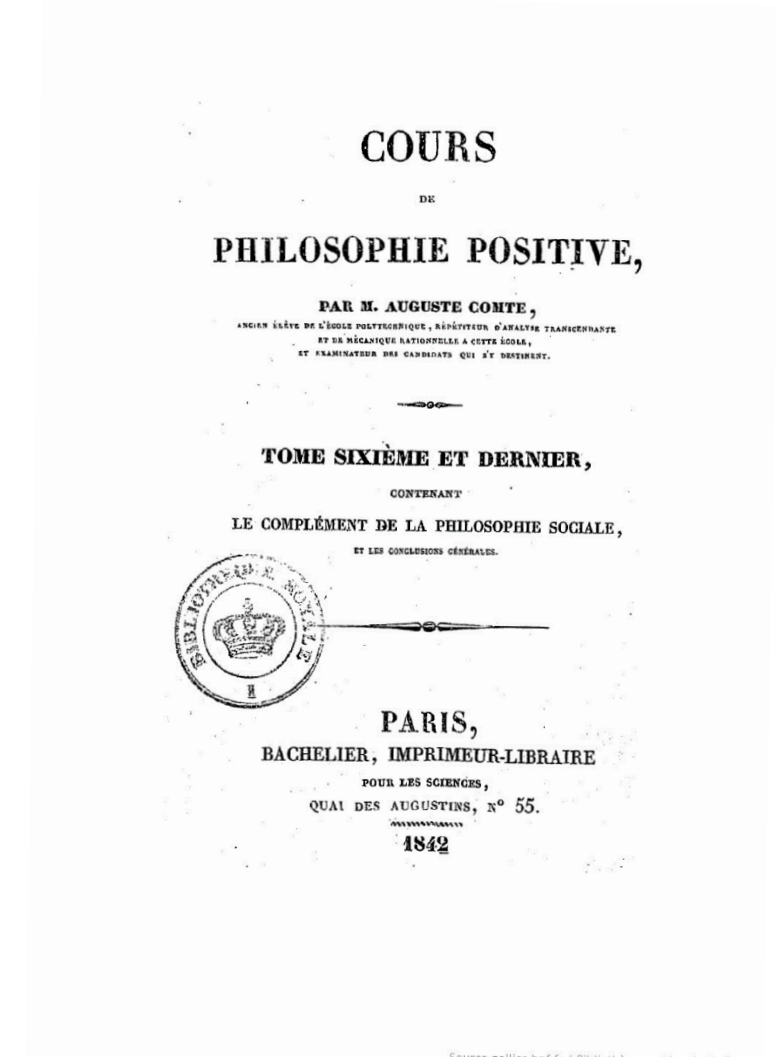 COURS
DE
PHILOSOPHIE POSITIVE,
PAR M. AUGUSTE COMTE,
ANCIEN ÉLÈVE DE L'ÉCOLE POLYTECHNIQUE, RÉPÉTITEUR D'ANALYSE TRANSCENDANTE
ET DE MÉCANIQUE RATIONNELLE A CETTE ÉCOLE,
ET EXAMINATEUR DES CANDIDATS QUI S'Y DESTINENT.
TOME SIXIÈME ET DERNIER,
CONTENANT
LE COMPLÉMENT DE LA PHILOSOPHIE SOCIALE,
ET LES CONCLUSIONS GÉNÉRALES.
BIBLIOTHEQUE ROYALE
I
PARIS,
BACHELIER, IMPRIMEUR-LIBRAIRE
POUR LES SCIENCES,
QUAI DES AUGUSTINS, N° 55.
1842